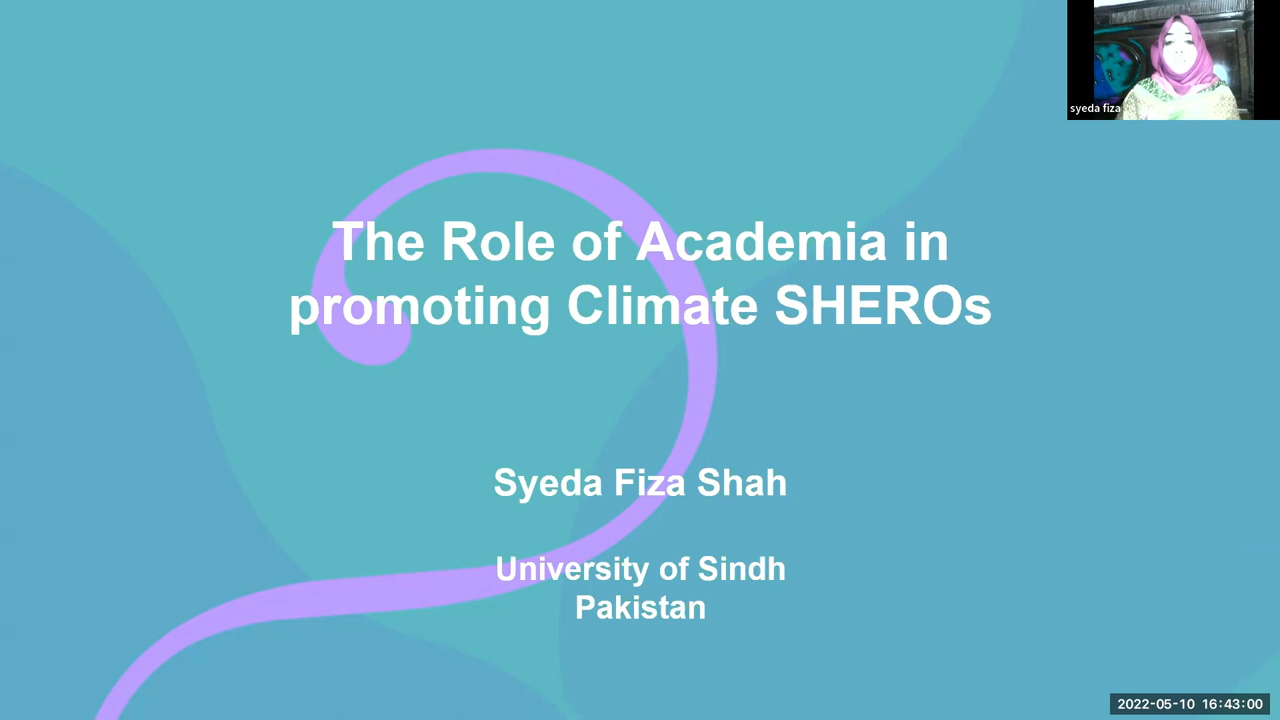 syeda fiza
The Role of Academia in
promoting Climate SHEROs
Syeda Fiza Shah
University of Sindh
Pakistan
2022-05-10 16:43:00